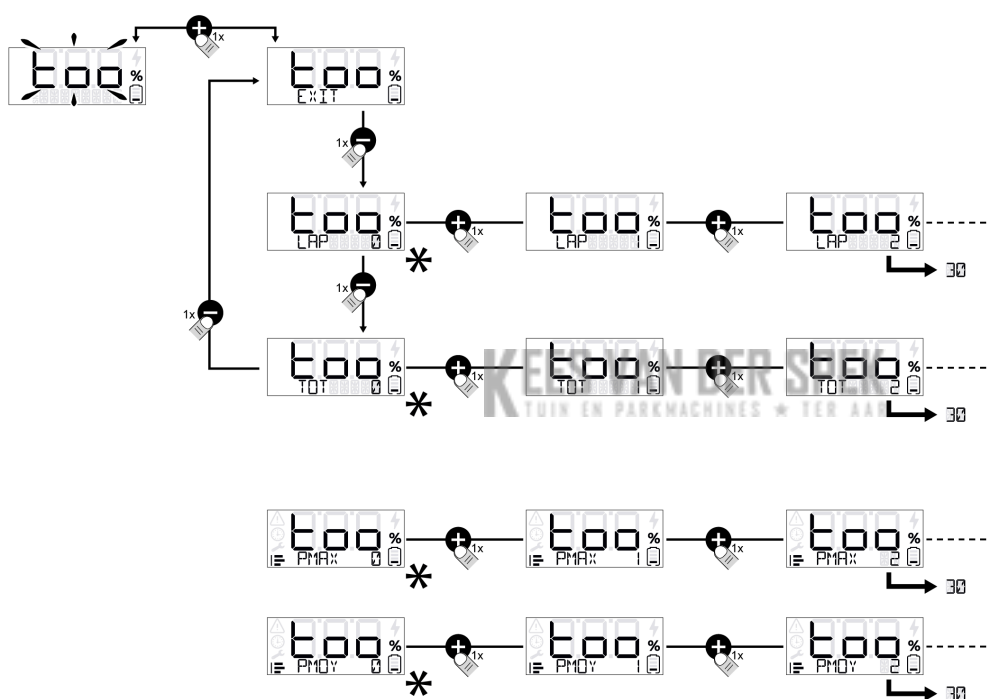 1x
too %
too %
EXIT
1x
too %
LAP 0
*
1x
too %
LAP 1
1x
too %
LAP 2
30
1x
1x
too %
TOT 0
*
1x
too %
TOT 1
1x
too %
TOT 2
30
KEES VAN DER SPEK
TUIN EN PARKMACHINES ★ TER AAR
too %
PMAX 0
*
1x
too %
PMAX 1
1x
too %
PMAX 2
30
too %
PMOY 0
*
1x
too %
PMOY 1
1x
too %
PMOY 2
30